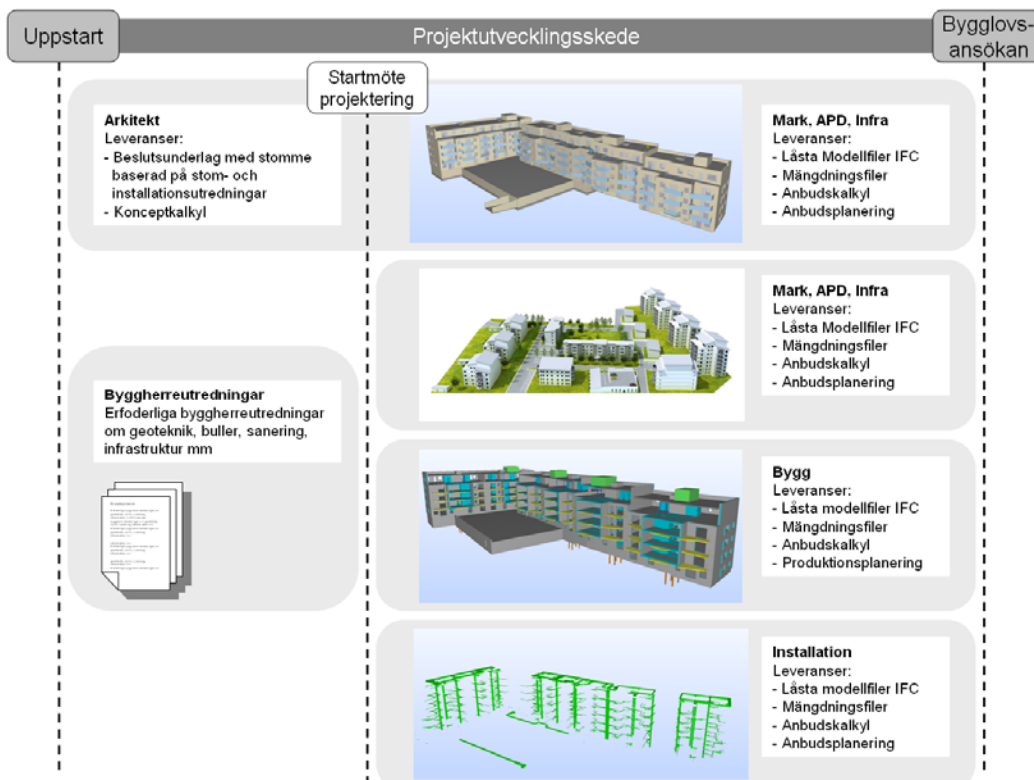 Uppstart
Projektutvecklingsskede
Bygglovs-
ansökan
Startmöte
projektering
Arkitekt
Leveranser:
- Beslutsunderlag med stomme
baserad på stom- och
installationsutredningar
- Konceptkalkyl
Mark, APD, Infra
Leveranser:
- Låsta Modellfiler IFC
- Mängdningsfiler
- Anbudskalkyl
- Anbudsplanering
Mark, APD, Infra
Leveranser:
- Låsta Modellfiler IFC
- Mängdningsfiler
- Anbudskalkyl
- Anbudsplanering
Byggherreutredningar
Erfoderliga byggherreutredningar
om geoteknik, buller, sanering,
infrastruktur mm
Bygg
Leveranser:
- Låsta modellfiler IFC
- Mängdningsfiler
- Anbudskalkyl
- Produktionsplanering
Installation
Leveranser:
- Låsta modellfiler IFC
- Mängdningsfiler
- Anbudskalkyl
- Anbudsplanering